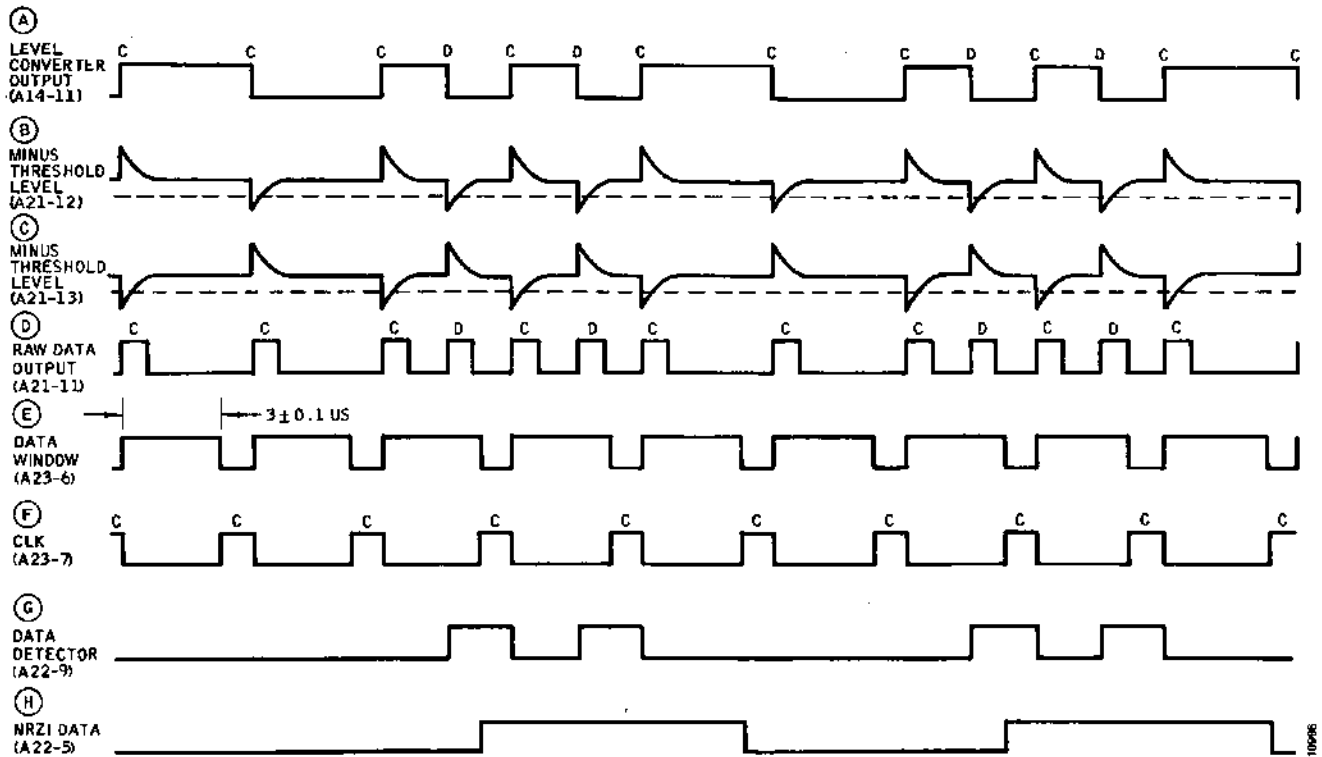 A
LEVEL
CONVERTER
OUTPUT
(A14-11)
C C C D C D C C C D C D C C
B
MINUS
THRESHOLD
LEVEL
(A21-12)
C
MINUS
THRESHOLD
LEVEL
(A21-13)
D
RAW DATA
OUTPUT
(A21-11)
C C C D C D C C C D C D C
E
3±0.1 US
DATA
WINDOW
(A23-6)
F
CLK
(A23-7)
C C C C C C C C C C
G
DATA
DETECTOR
(A22-9)
H
NRZI DATA
(A22-5)
10986